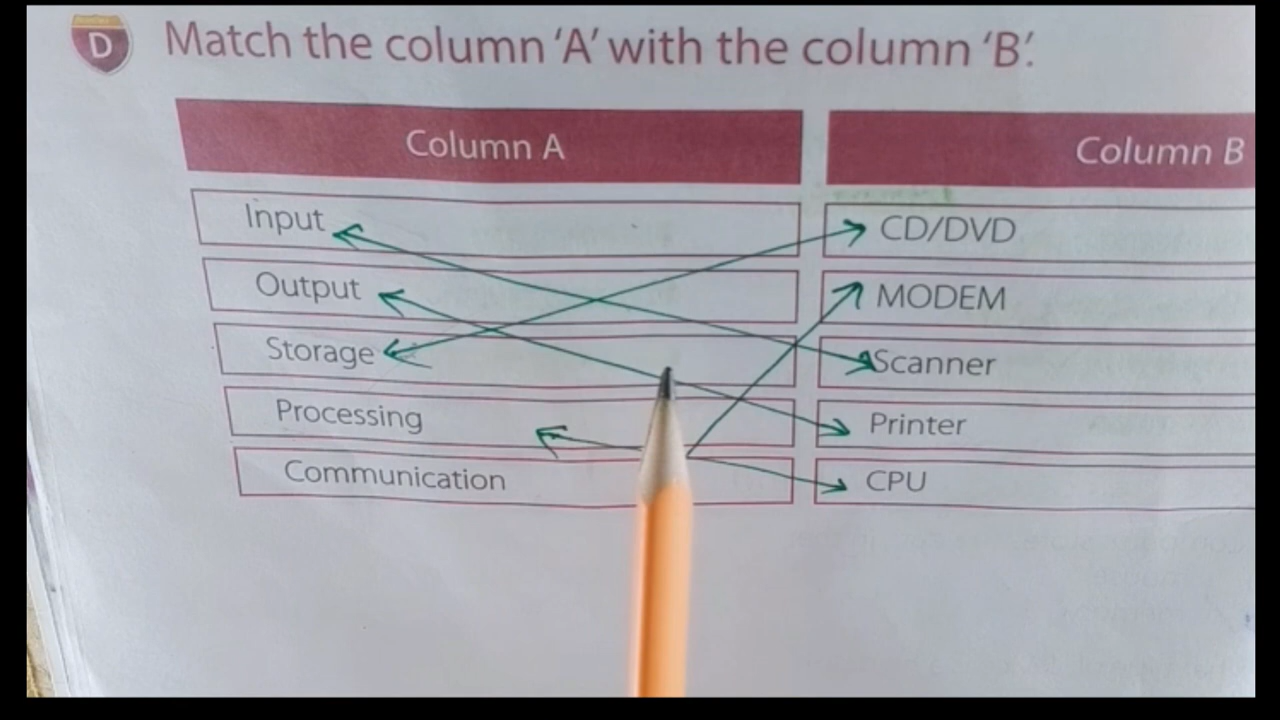 D Match the column ‘A’ with the column ‘B’.
Column A Column B
Input CD/DVD
Output MODEM
Storage Scanner
Processing Printer
Communication CPU